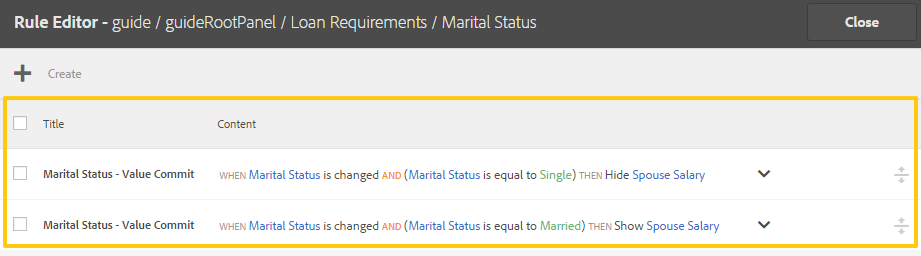 Rule Editor - guide / guideRootPanel / Loan Requirements / Marital Status Close
Create
Title Content
Marital Status - Value Commit WHEN Marital Status is changed AND (Marital Status is equal to Single) THEN Hide Spouse Salary
Marital Status - Value Commit WHEN Marital Status is changed AND (Marital Status is equal to Married) THEN Show Spouse Salary